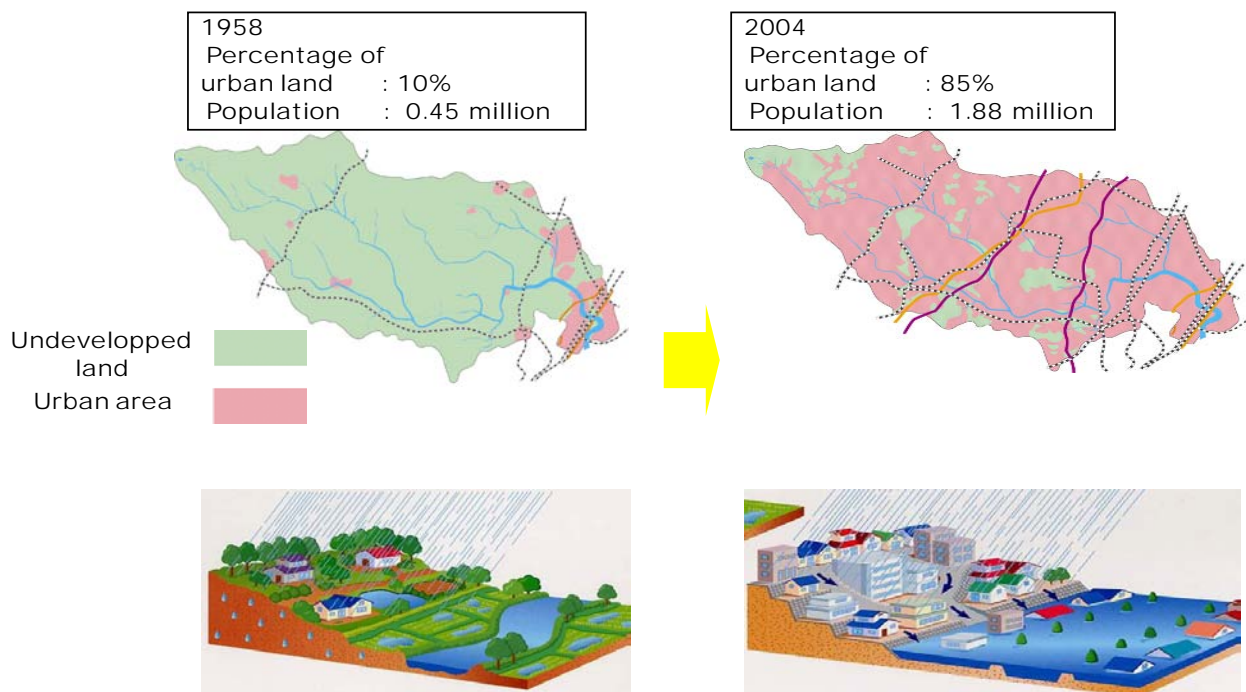 1958
Percentage of
urban land : 10%
Population : 0.45 million
2004
Percentage of
urban land : 85%
Population : 1.88 million
Undevelopped
land
Urban area